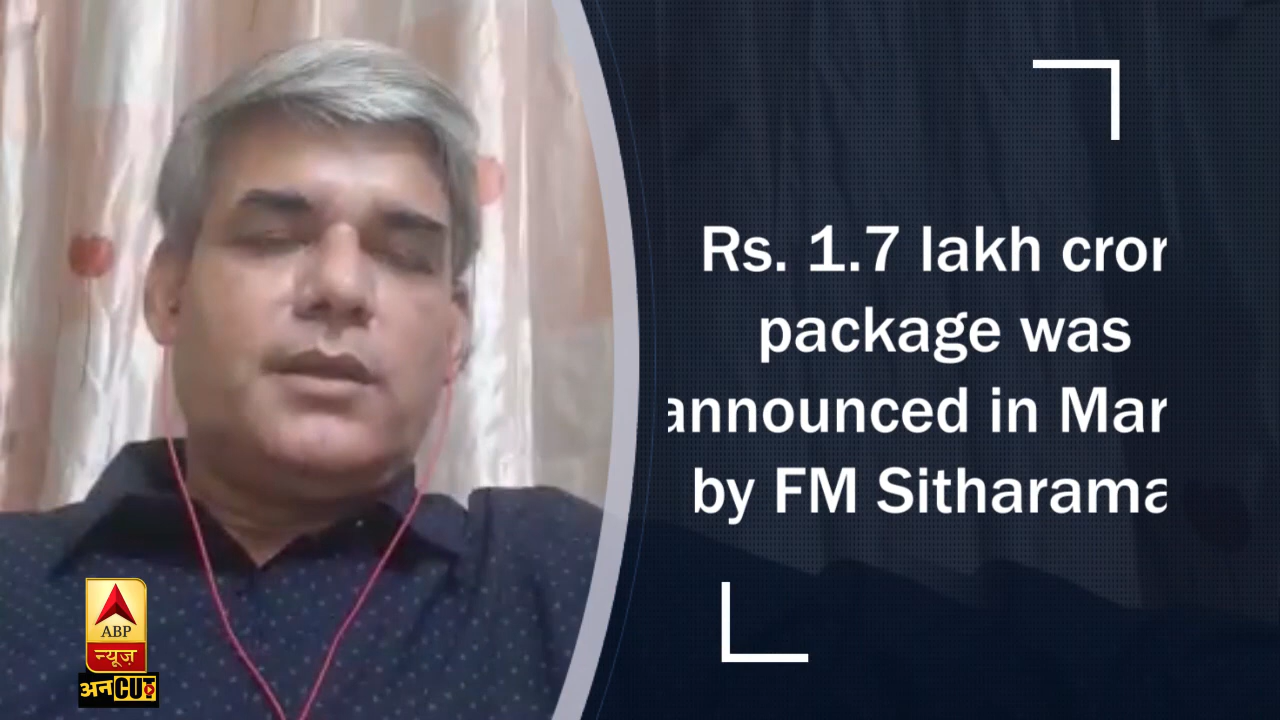 Rs. 1.7 lakh cror
package was
announced in Mar
by FM Sitharama
ABP
न्यूज़
अनCUT